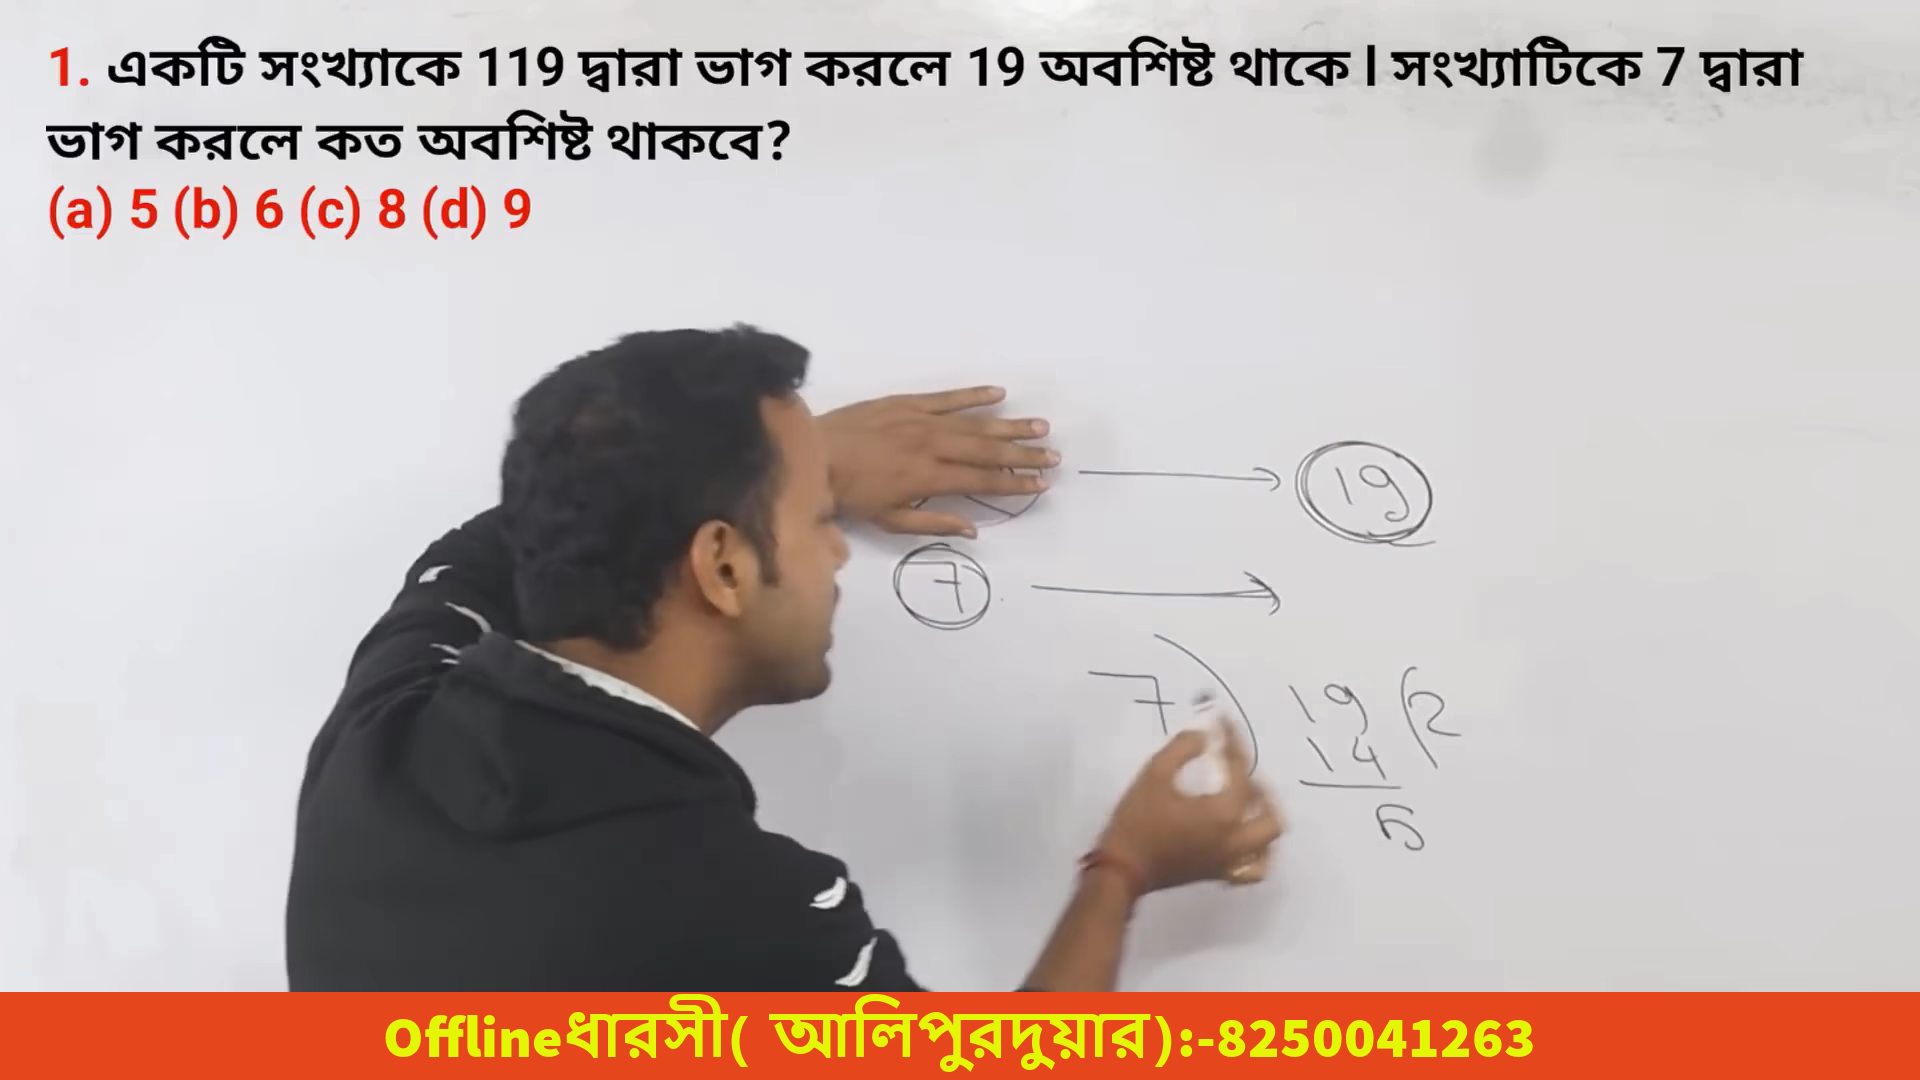 1. একটি সংখ্যাকে 119 দ্বারা ভাগ করলে 19 অবশিষ্ট থাকে l সংখ্যাটিকে 7 দ্বারা
ভাগ করলে কত অবশিষ্ট থাকবে?
(a) 5 (b) 6 (c) 8 (d) 9
19
7
7 ) 19 ( 2
14
5
Offlineধারসী( আলিপুরদুয়ার):-8250041263